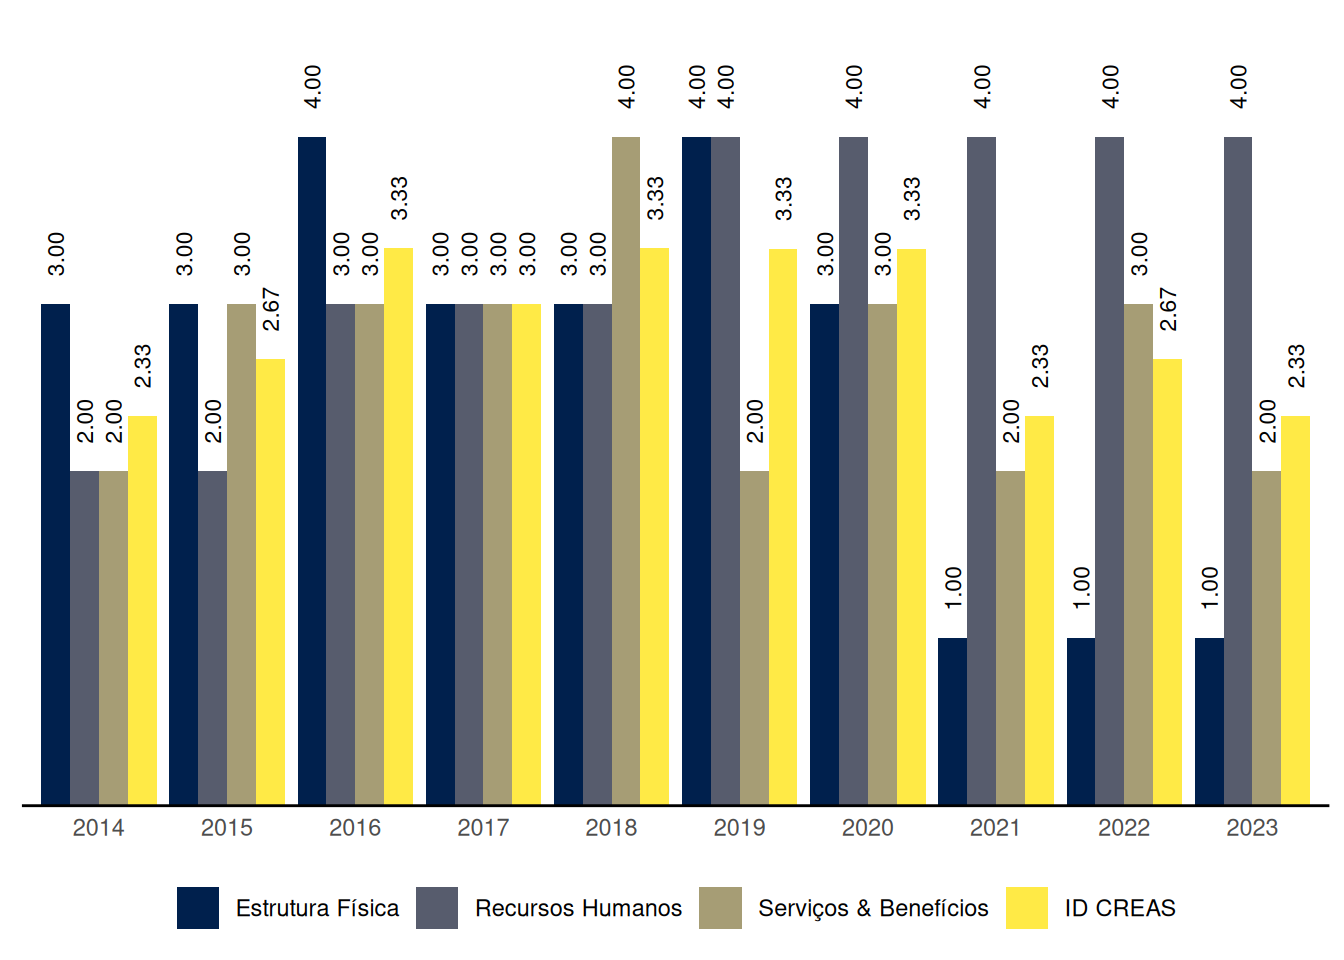 4.00 4.00 4.00 4.00 4.00 4.00 4.00 4.00
3.33 3.33 3.33 3.33
3.00 3.00 3.00 3.00 3.00 3.00 3.00 3.00 3.00 3.00 3.00 3.00 3.00 3.00
2.67 2.67
2.33 2.33 2.33
2.00 2.00 2.00 2.00 2.00 2.00
1.00 1.00 1.00
2014 2015 2016 2017 2018 2019 2020 2021 2022 2023
Estrutura Física Recursos Humanos Serviços & Benefícios ID CREAS